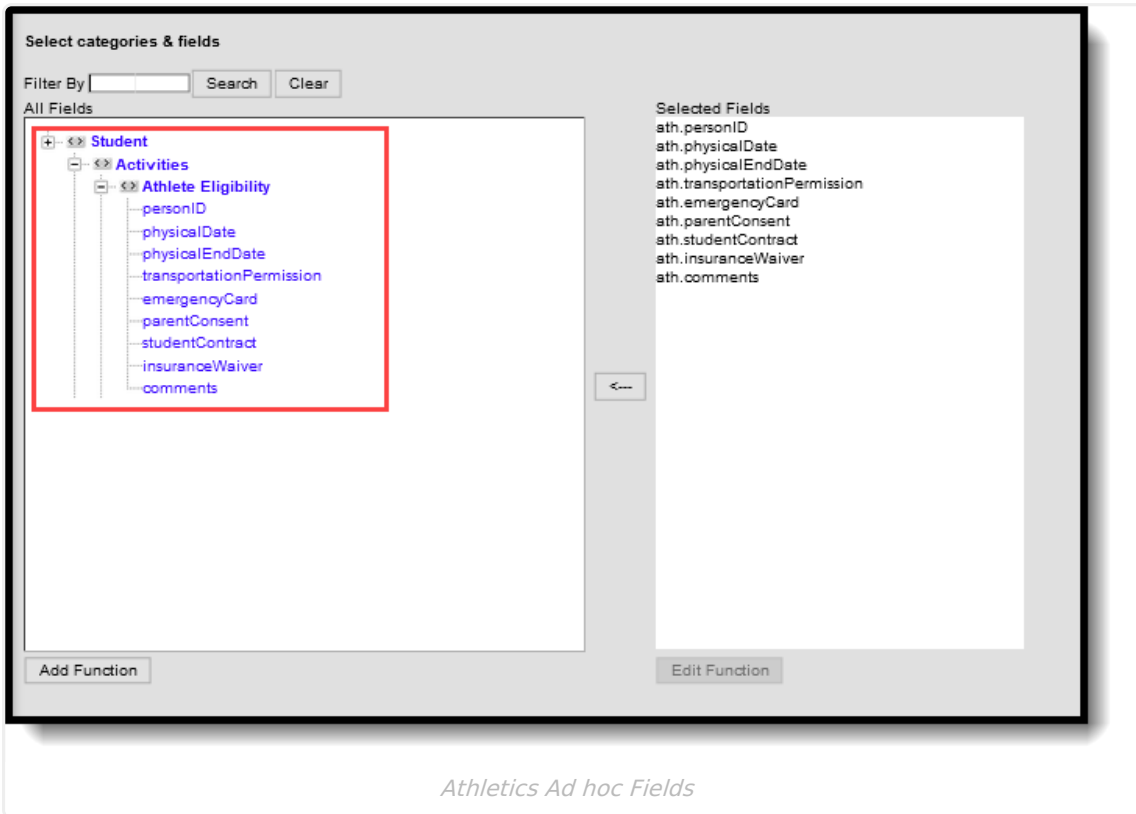 Select categories & fields
Filter By
Search
Clear
All Fields
Student
Activities
Athlete Eligibility
personID
physicalDate
physicalEndDate
transportationPermission
emergencyCard
parentConsent
studentContract
insuranceWaiver
comments
<---
Selected Fields
ath.personID
ath.physicalDate
ath.physicalEndDate
ath.transportationPermission
ath.emergencyCard
ath.parentConsent
ath.studentContract
ath.insuranceWaiver
ath.comments
Add Function
Edit Function
Athletics Ad hoc Fields